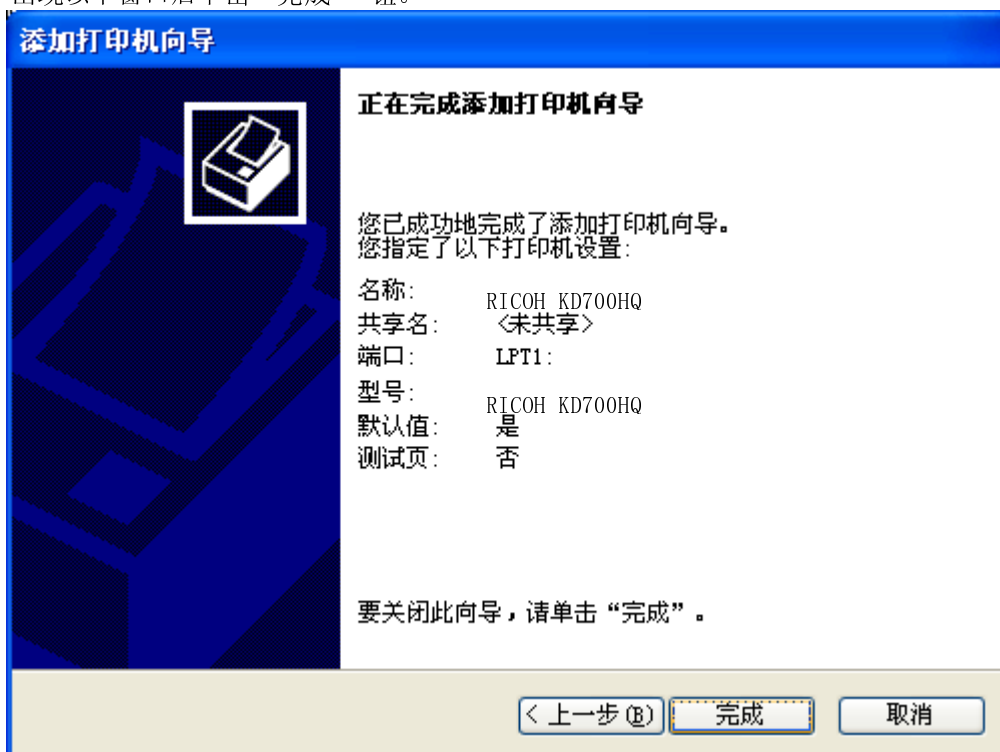 添加打印机向导
正在完成添加打印机向导
您已成功地完成了添加打印机向导。
您指定了以下打印机设置:
名称: RICOH KD700HQ
共享名: <未共享>
端口: LPT1:
型号: RICOH KD700HQ
默认值: 是
测试页: 否
要关闭此向导,请单击“完成”。
< 上一步(B) 完成 取消